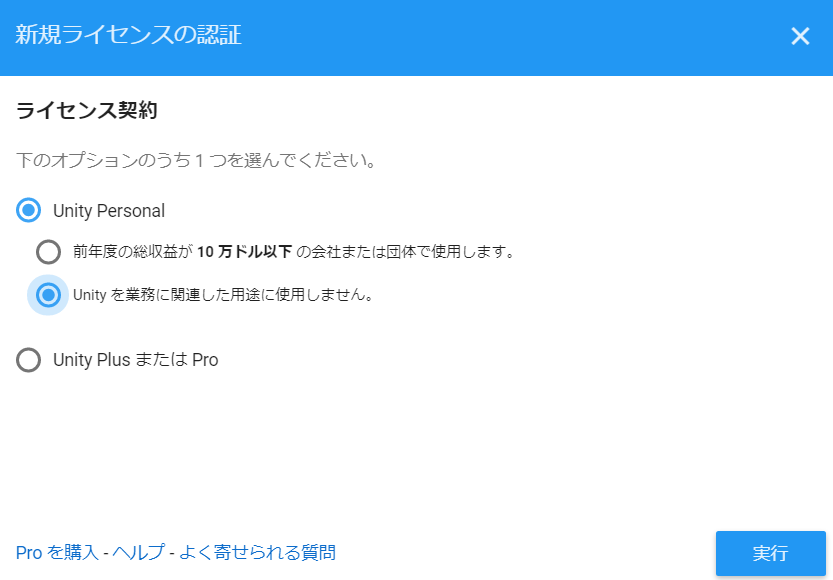 新規ライセンスの認証
ライセンス契約
下のオプションのうち 1 つを選んでください。
Unity Personal
前年度の総収益が 10 万ドル以下 の会社または団体で使用します。
Unity を業務に関連した用途に使用しません。
Unity Plus または Pro
Pro を購入 - ヘルプ - よく寄せられる質問
実行